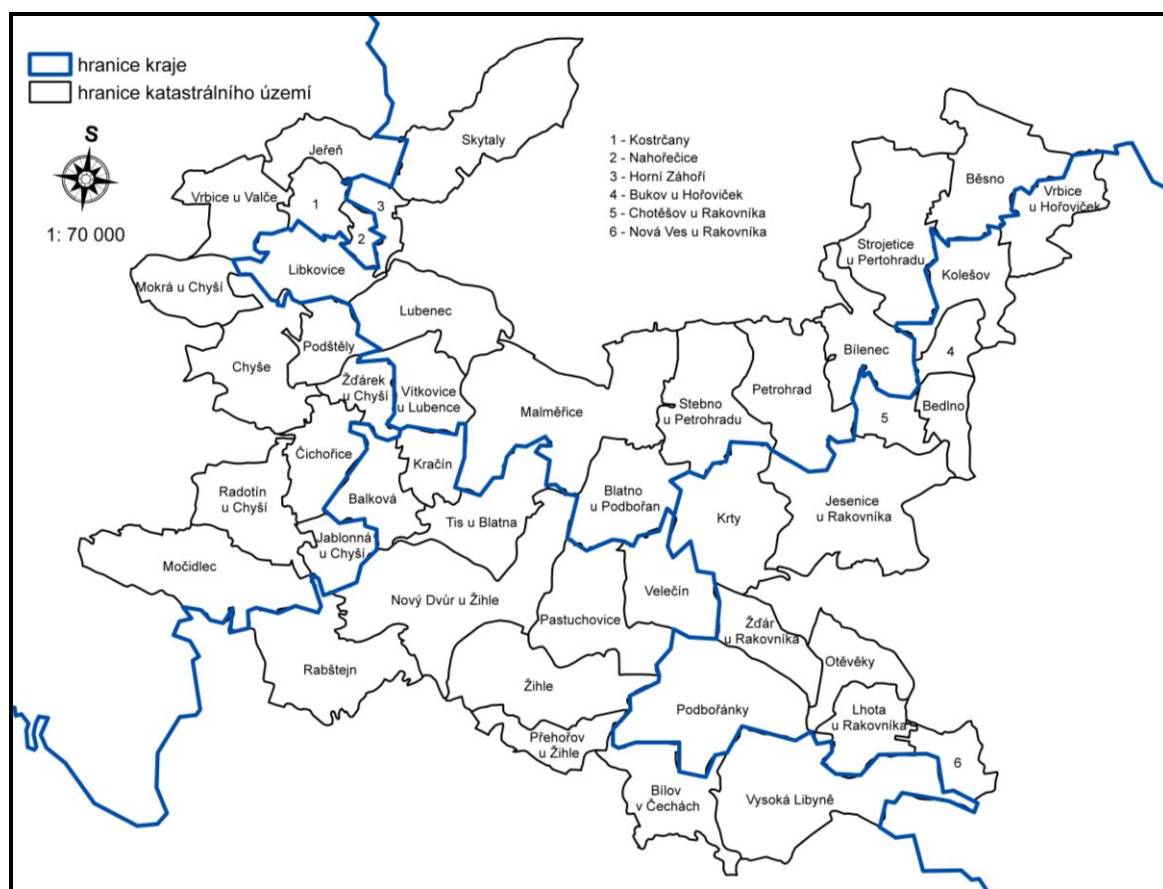 hranice kraje
hranice katastrálního území
S
1: 70 000
1 - Kostrčany
2 - Nahořečice
3 - Horní Záhoří
4 - Bukov u Hořoviček
5 - Chotěšov u Rakovníka
6 - Nová Ves u Rakovníka
Skytaly
Jeřeň
Vrbice u Valče
1
3
2
Libkovice
Mokrá u Chyší
Lubenec
Podštěly
Chyše
Žďárek
u Chyší
Vítkovice
u Lubence
Malměřice
Stebno
u Petrohradu
Petrohrad
Běsno
Vrbice
u Hořoviček
Strojetice
u Pertohradu
Kolešov
Bílenec
4
Bedlno
5
Čichořice
Kračín
Radotín
u Chyší
Balková
Blatno
u Podbořan
Jesenice
u Rakovníka
Krty
Tis u Blatna
Jablonná
u Chyší
Močidlec
Nový Dvůr u Žihle
Velečín
Pastuchovice
Žďár
u Rakovníka
Otěvěky
Rabštejn
Žihle
Podbořánky
Lhota
u Rakovníka
Přehořov
u Žihle
6
Bílov
v Čechách
Vysoká Libyně